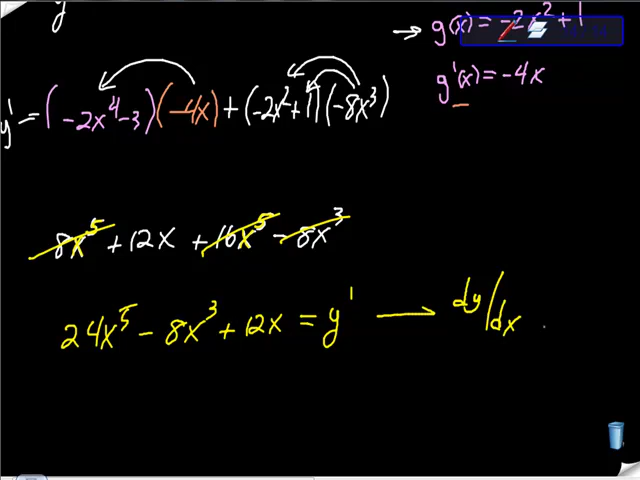 y
→ g(x) = -2x² + 1
g'(x) = -4x
y' = (-2x⁴-3)(-4x) + (-2x²+1)(-8x³)
8x⁵ + 12x + 16x⁵ - 8x³
24x⁵ - 8x³ + 12x = y' → dy/dx